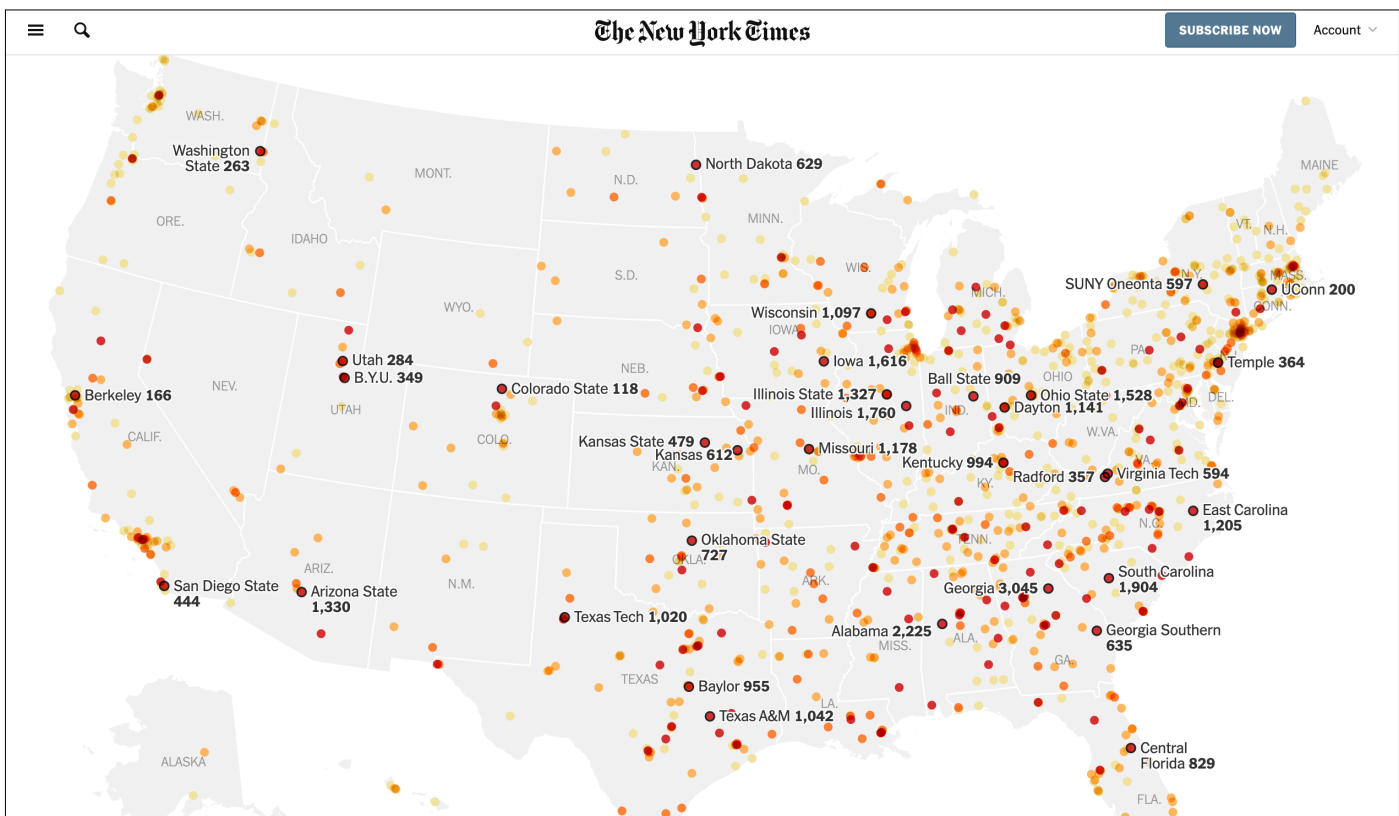 The New York Times
SUBSCRIBE NOW
Account
WASH.
Washington
State 263
North Dakota 629
MAINE
MONT.
N.D.
ORE.
MINN.
VT.
N.H.
IDAHO
S.D.
WIS.
N.Y.
MASS.
SUNY Oneonta 597
UConn 200
MICH.
WYO.
CONN.
Wisconsin 1,097
IOWA
PA.
Utah 284
Iowa 1,616
Temple 364
B.Y.U. 349
NEB.
Ball State 909
OHIO
NEV.
Colorado State 118
Berkeley 166
Illinois State 1,327
Ohio State 1,528
DEL.
UTAH
Illinois 1,760
IND.
Dayton 1,141
CALIF.
COLO.
W.VA.
Kansas State 479
Kansas 612
Missouri 1,178
KAN.
MO.
Kentucky 994
VA.
Radford 357
Virginia Tech 594
KY.
East Carolina
1,205
N.C.
Oklahoma State
727
TENN.
OKLA.
ARIZ.
N.M.
ARK.
South Carolina
1,904
San Diego State
444
Arizona State
1,330
Georgia 3,045
Texas Tech 1,020
Alabama 2,225
Georgia Southern
635
MISS.
ALA.
GA.
TEXAS
Baylor 955
LA.
Texas A&M 1,042
Central
Florida 829
ALASKA
FLA.